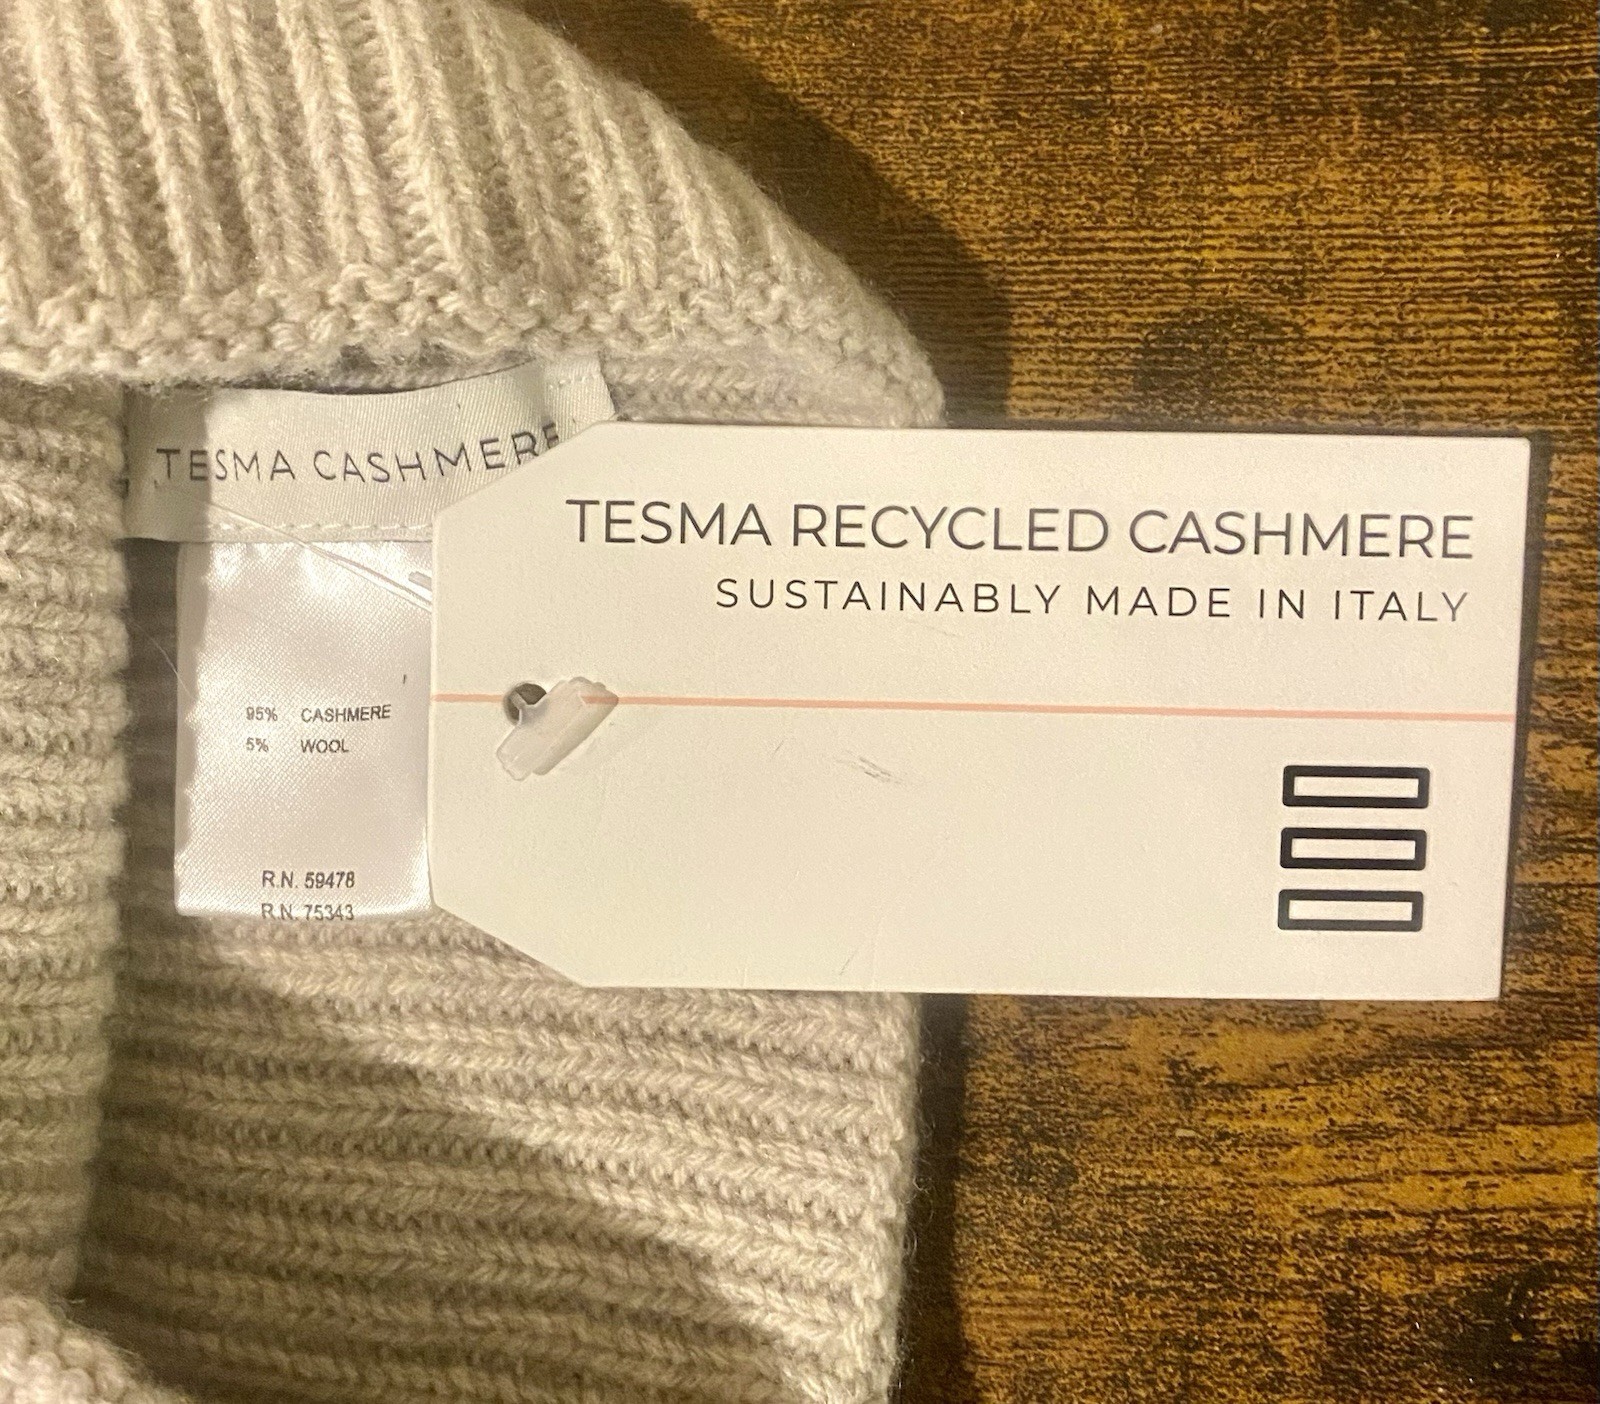 TESMA CASHMERE
95% CASHMERE
5% WOOL
R.N. 59478
R.N. 75343
TESMA RECYCLED CASHMERE
SUSTAINABLY MADE IN ITALY